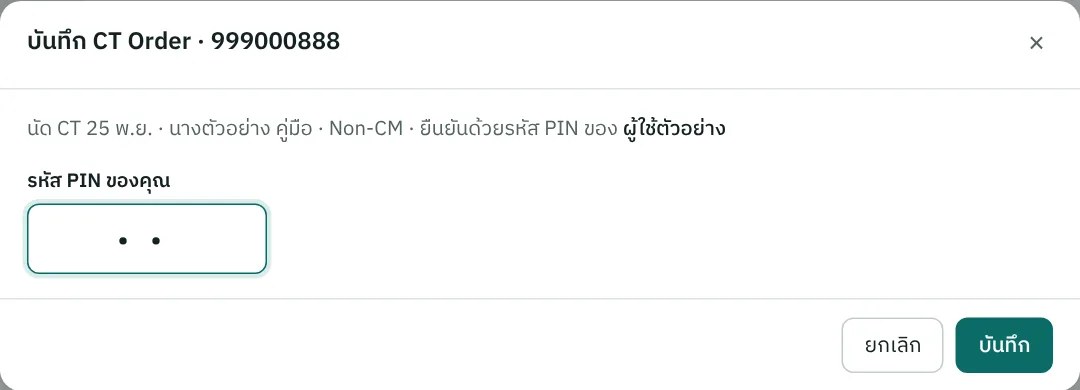 บันทึก CT Order · 999000888
×
นัด CT 25 พ.ย. · นางตัวอย่าง คู่มือ · Non-CM · ยืนยันด้วยรหัส PIN ของ ผู้ใช้ตัวอย่าง
รหัส PIN ของคุณ
• •
ยกเลิก
บันทึก